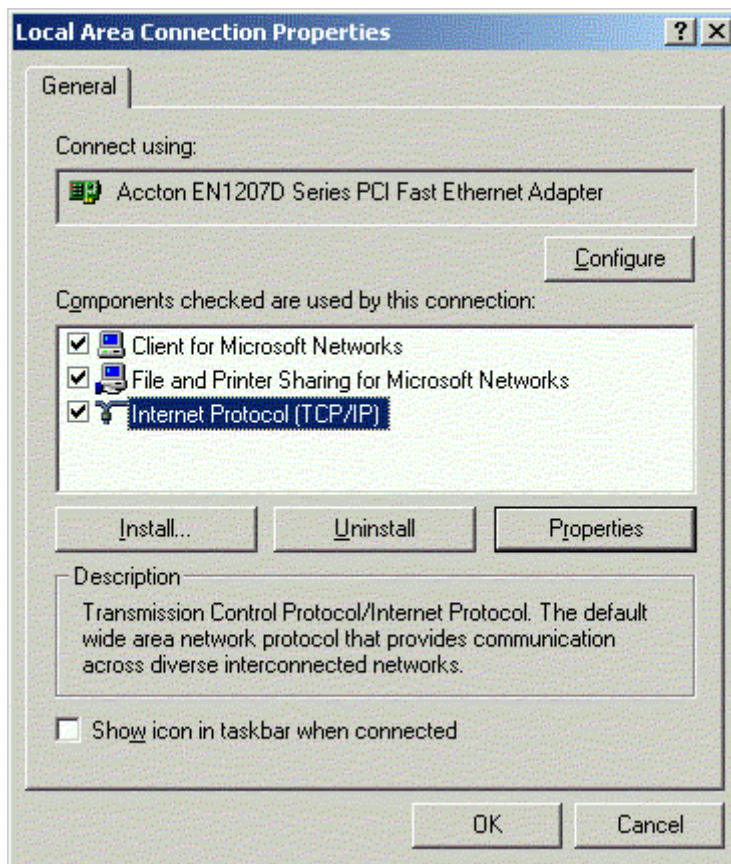 Local Area Connection Properties
General
Connect using:
Accton EN1207D Series PCI Fast Ethernet Adapter
Configure
Components checked are used by this connection:
Client for Microsoft Networks
File and Printer Sharing for Microsoft Networks
Internet Protocol (TCP/IP)
Install...
Uninstall
Properties
Description
Transmission Control Protocol/Internet Protocol. The default
wide area network protocol that provides communication
across diverse interconnected networks.
Show icon in taskbar when connected
OK
Cancel